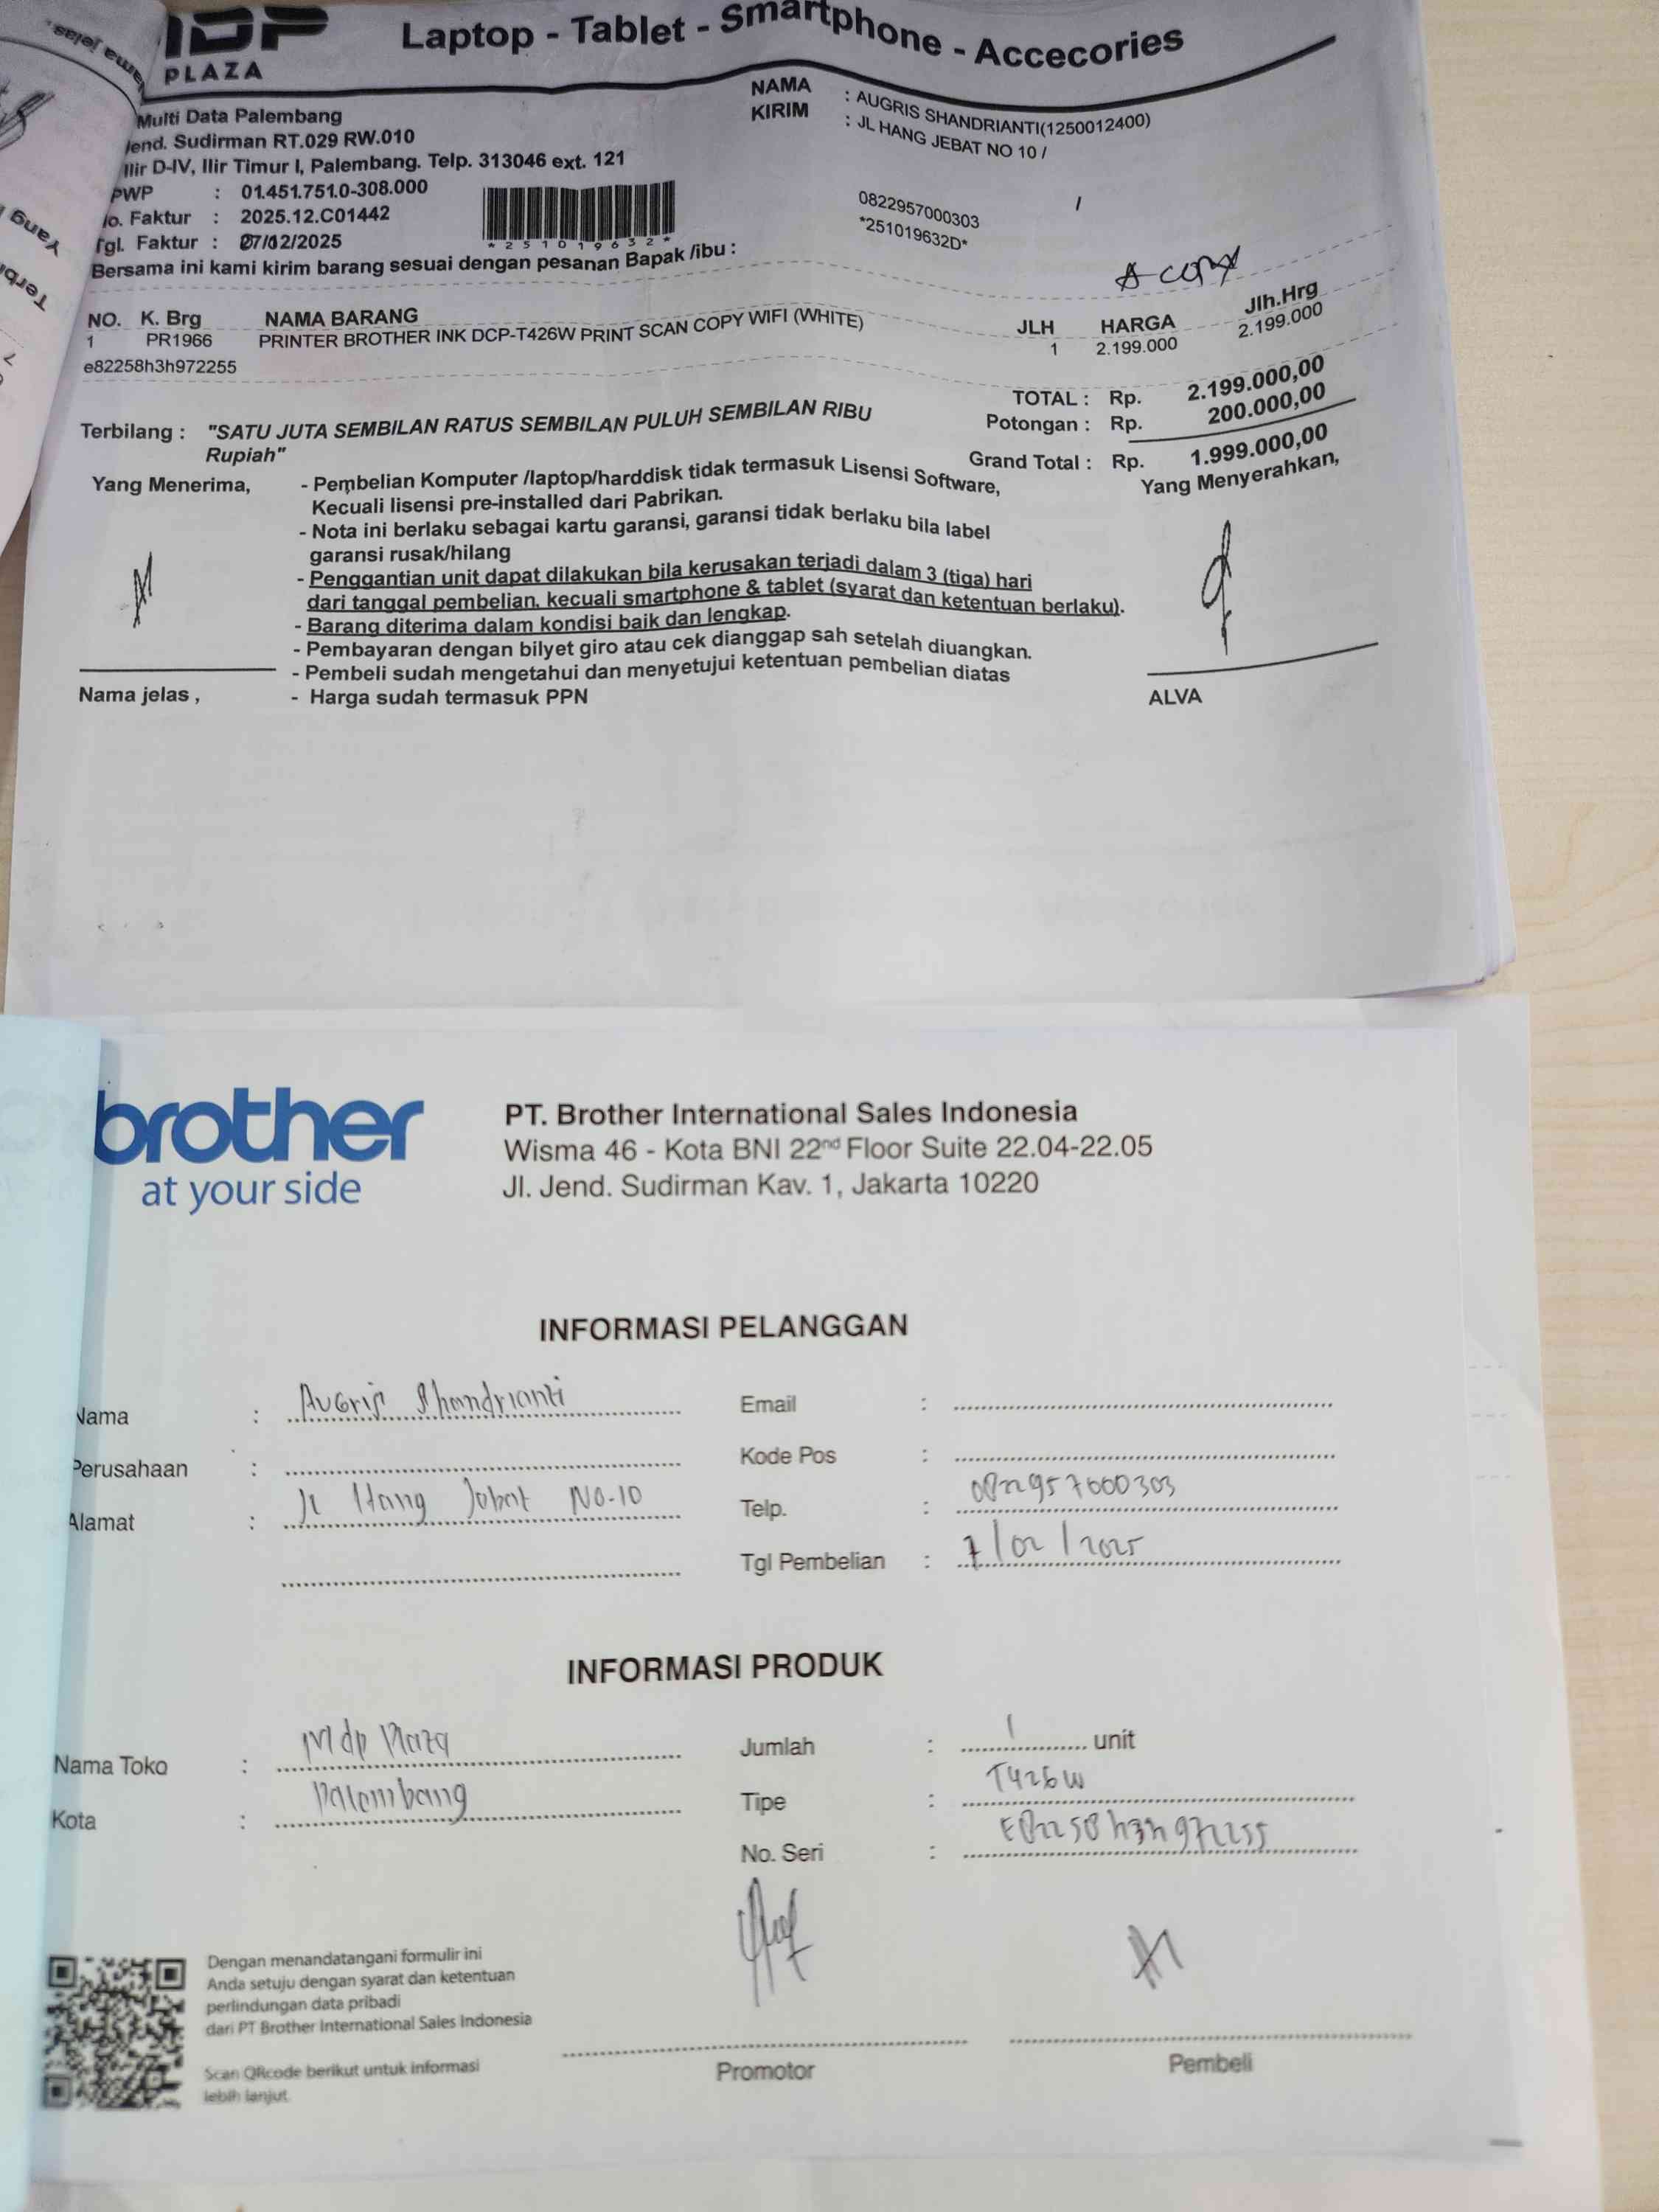 IDP
PLAZA
Laptop - Tablet - Smartphone - Accecories
Multi Data Palembang
Jend. Sudirman RT.029 RW.010
Ilir D-IV, Ilir Timur I, Palembang. Telp. 313046 ext. 121
PWP : 01.451.751.0-308.000
lo. Faktur : 2025.12.C01442
Tgl. Faktur : 07/02/2025
*251019632*
NAMA : AUGRIS SHANDRIANTI(1250012400)
KIRIM : JL HANG JEBAT NO 10 /
/
0822957000303
*251019632D*
Bersama ini kami kirim barang sesuai dengan pesanan Bapak /ibu :
copy
NO. K. Brg NAMA BARANG JLH HARGA Jlh.Hrg
1 PR1966 PRINTER BROTHER INK DCP-T426W PRINT SCAN COPY WIFI (WHITE) 1 2.199.000 2.199.000
e82258h3h972255
TOTAL : Rp. 2.199.000,00
Potongan : Rp. 200.000,00
Grand Total : Rp. 1.999.000,00
Terbilang : "SATU JUTA SEMBILAN RATUS SEMBILAN PULUH SEMBILAN RIBU
Rupiah"
Yang Menerima,
Yang Menyerahkan,
- Pembelian Komputer /laptop/harddisk tidak termasuk Lisensi Software,
Kecuali lisensi pre-installed dari Pabrikan.
- Nota ini berlaku sebagai kartu garansi, garansi tidak berlaku bila label
garansi rusak/hilang
- Penggantian unit dapat dilakukan bila kerusakan terjadi dalam 3 (tiga) hari
dari tanggal pembelian, kecuali smartphone & tablet (syarat dan ketentuan berlaku).
- Barang diterima dalam kondisi baik dan lengkap.
- Pembayaran dengan bilyet giro atau cek dianggap sah setelah diuangkan.
- Pembeli sudah mengetahui dan menyetujui ketentuan pembelian diatas
- Harga sudah termasuk PPN
Nama jelas ,
ALVA
brother
at your side
PT. Brother International Sales Indonesia
Wisma 46 - Kota BNI 22nd Floor Suite 22.04-22.05
Jl. Jend. Sudirman Kav. 1, Jakarta 10220
INFORMASI PELANGGAN
Nama : Augris Shandrianti
Perusahaan :
Alamat : Jl Hang Jebat NO-10
Email :
Kode Pos :
Telp. : 0822957000303
Tgl Pembelian : 7/02/2025
INFORMASI PRODUK
Nama Toko : Mdp Plaza
Kota : Palembang
Jumlah : 1 unit
Tipe : T426W
No. Seri : E82258h3h972255
Dengan menandatangani formulir ini
Anda setuju dengan syarat dan ketentuan
perlindungan data pribadi
dari PT Brother International Sales Indonesia
Scan QRcode berikut untuk informasi
lebih lanjut
Promotor
Pembeli